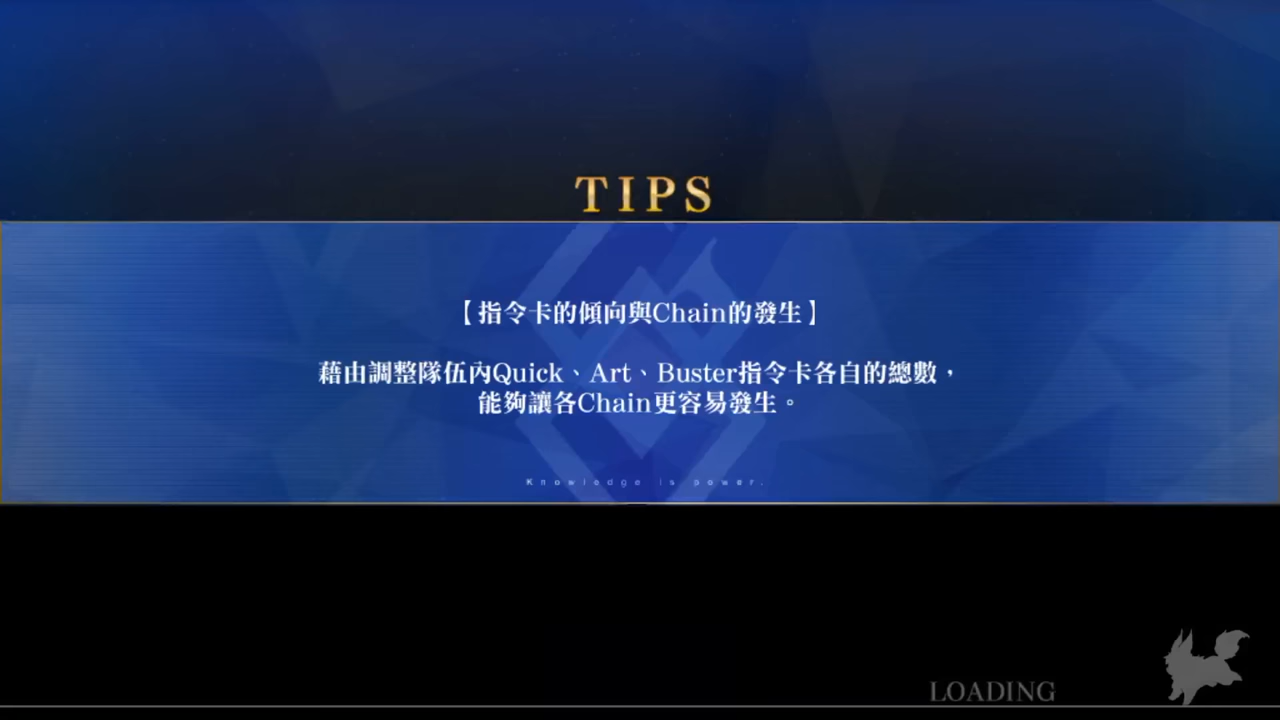 TIPS
【指令卡的傾向與Chain的發生】
藉由調整隊伍內Quick、Art、Buster指令卡各自的總數，
能夠讓各Chain更容易發生。
Knowledge is power.
LOADING